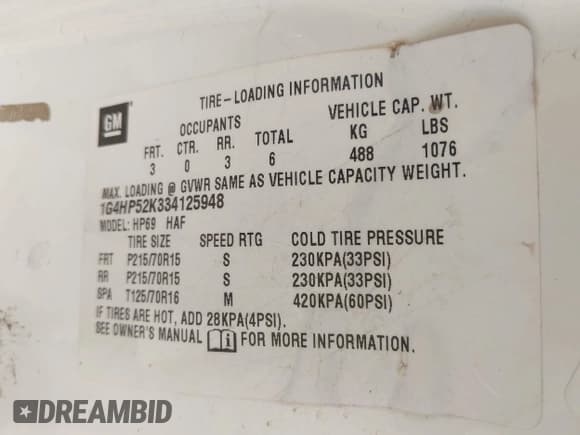 TIRE-LOADING INFORMATION
GM
OCCUPANTS VEHICLE CAP. WT.
FRT. CTR. RR. TOTAL KG LBS
3 0 3 6 488 1076
MAX. LOADING @ GVWR SAME AS VEHICLE CAPACITY WEIGHT.
1G4HP52K334125948
MODEL: HP69 HAF
TIRE SIZE SPEED RTG COLD TIRE PRESSURE
FRT P215/70R15 S 230KPA(33PSI)
RR P215/70R15 S 230KPA(33PSI)
SPA T125/70R16 M 420KPA(60PSI)
IF TIRES ARE HOT, ADD 28KPA(4PSI).
SEE OWNER'S MANUAL FOR MORE INFORMATION.
DREAMBID